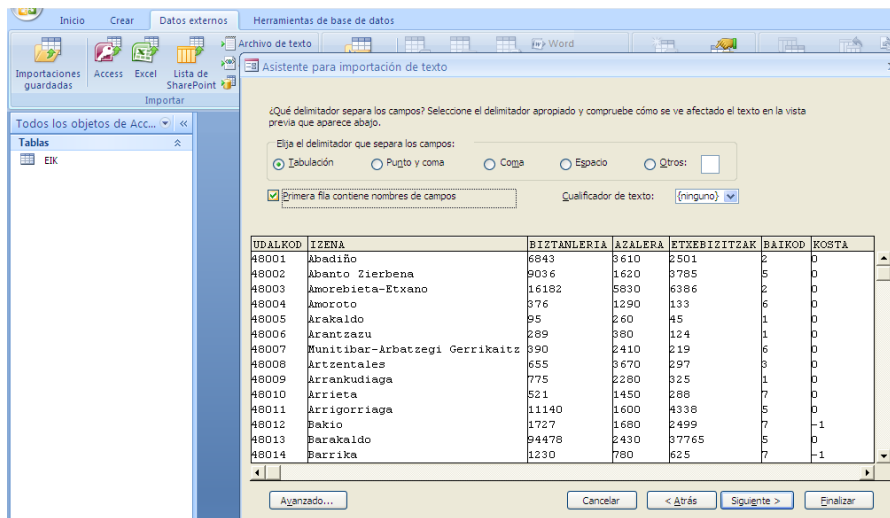 Inicio Crear Datos externos Herramientas de base de datos
Importaciones guardadas
Access
Excel
Lista de SharePoint
Archivo de texto
Word
Importar
Todos los objetos de Acc... «
Tablas
EIK
Asistente para importación de texto
¿Qué delimitador separa los campos? Seleccione el delimitador apropiado y compruebe cómo se ve afectado el texto en la vista
previa que aparece abajo.
Elija el delimitador que separa los campos:
Tabulación Punto y coma Coma Espacio Otros:
Primera fila contiene nombres de campos Cualificador de texto: {ninguno}
UDALKOD IZENA BIZTANLERIA AZALERA ETXEBIZITZAK BAIKOD KOSTA
48001 Abadiño 6843 3610 2501 2 0
48002 Abanto Zierbena 9036 1620 3785 5 0
48003 Amorebieta-Etxano 16182 5830 6386 2 0
48004 Amoroto 376 1290 133 6 0
48005 Arakaldo 95 260 45 1 0
48006 Arantzazu 289 380 124 1 0
48007 Munitibar-Arbatzegi Gerrikaitz 390 2410 219 6 0
48008 Artzentales 655 3670 297 3 0
48009 Arrankudiaga 775 2280 325 1 0
48010 Arrieta 521 1450 288 7 0
48011 Arrigorriaga 11140 1600 4338 5 0
48012 Bakio 1727 1680 2499 7 -1
48013 Barakaldo 94478 2430 37765 5 0
48014 Barrika 1230 780 625 7 -1
Avanzado... Cancelar < Atrás Siguiente > Finalizar